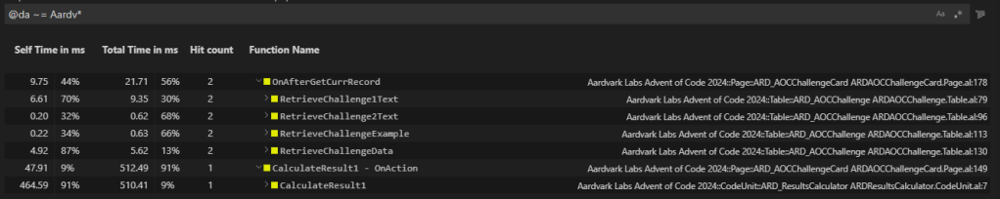 @da ~= Aardv*
Aa .*
Self Time in ms Total Time in ms Hit count Function Name
9.75 44% 21.71 56% 2 OnAfterGetCurrRecord Aardvark Labs Advent of Code 2024::Page::ARD_AOCChallengeCard ARDAOCChallengeCard.Page.al:178
6.61 70% 9.35 30% 2 RetrieveChallenge1Text Aardvark Labs Advent of Code 2024::Table::ARD_AOCChallenge ARDAOCChallenge.Table.al:79
0.20 32% 0.62 68% 2 RetrieveChallenge2Text Aardvark Labs Advent of Code 2024::Table::ARD_AOCChallenge ARDAOCChallenge.Table.al:96
0.22 34% 0.63 66% 2 RetrieveChallengeExample Aardvark Labs Advent of Code 2024::Table::ARD_AOCChallenge ARDAOCChallenge.Table.al:113
4.92 87% 5.62 13% 2 RetrieveChallengeData Aardvark Labs Advent of Code 2024::Table::ARD_AOCChallenge ARDAOCChallenge.Table.al:130
47.91 9% 512.49 91% 1 CalculateResult1 - OnAction Aardvark Labs Advent of Code 2024::Page::ARD_AOCChallengeCard ARDAOCChallengeCard.Page.al:149
464.59 91% 510.41 9% 1 CalculateResult1 Aardvark Labs Advent of Code 2024::CodeUnit::ARD_ResultsCalculator ARDResultsCalculator.CodeUnit.al:7